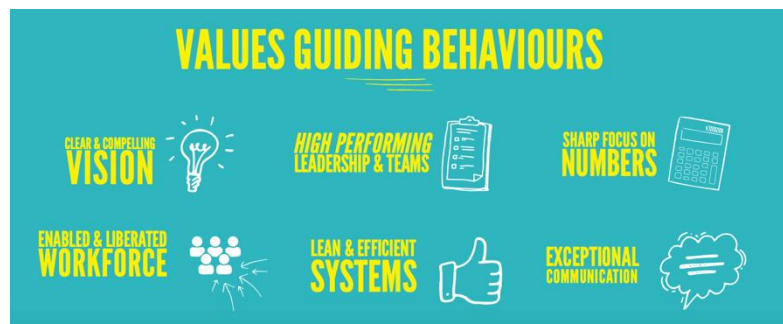 VALUES GUIDING BEHAVIOURS
CLEAR & COMPELLING
VISION
HIGH PERFORMING
LEADERSHIP & TEAMS
SHARP FOCUS ON
NUMBERS
ENABLED & LIBERATED
WORKFORCE
LEAN & EFFICIENT
SYSTEMS
EXCEPTIONAL
COMMUNICATION